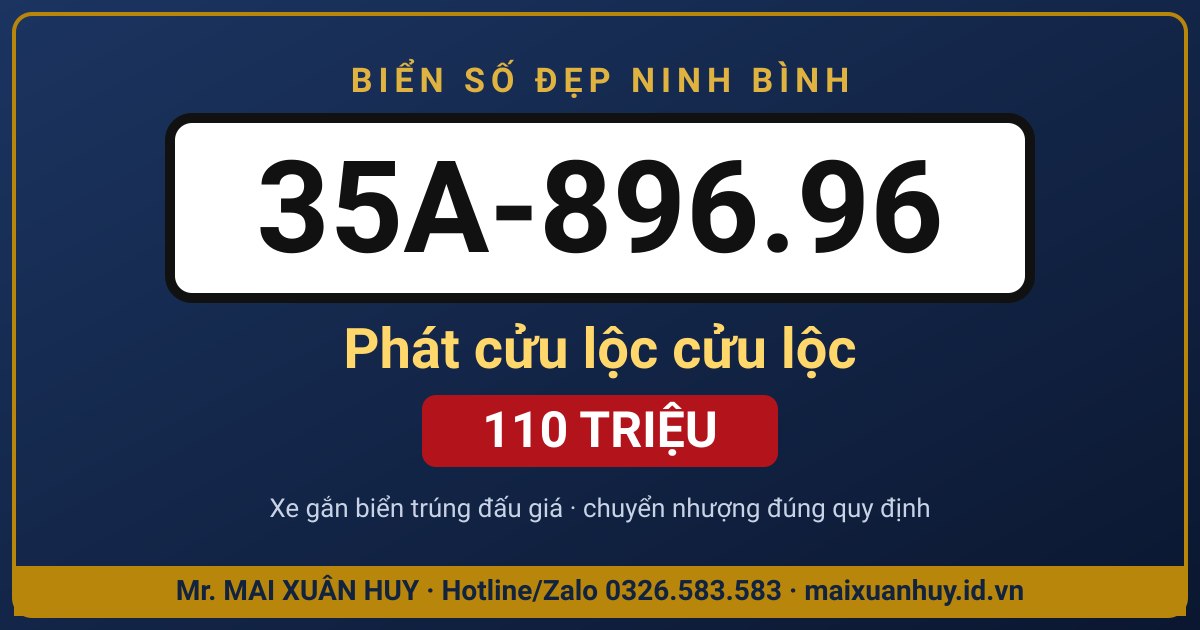 BIỂN SỐ ĐẸP NINH BÌNH
35A-896.96
Phát cửu lộc cửu lộc
110 TRIỆU
Xe gắn biển trúng đấu giá · chuyển nhượng đúng quy định
Mr. MAI XUÂN HUY · Hotline/Zalo 0326.583.583 · maixuanhuy.id.vn